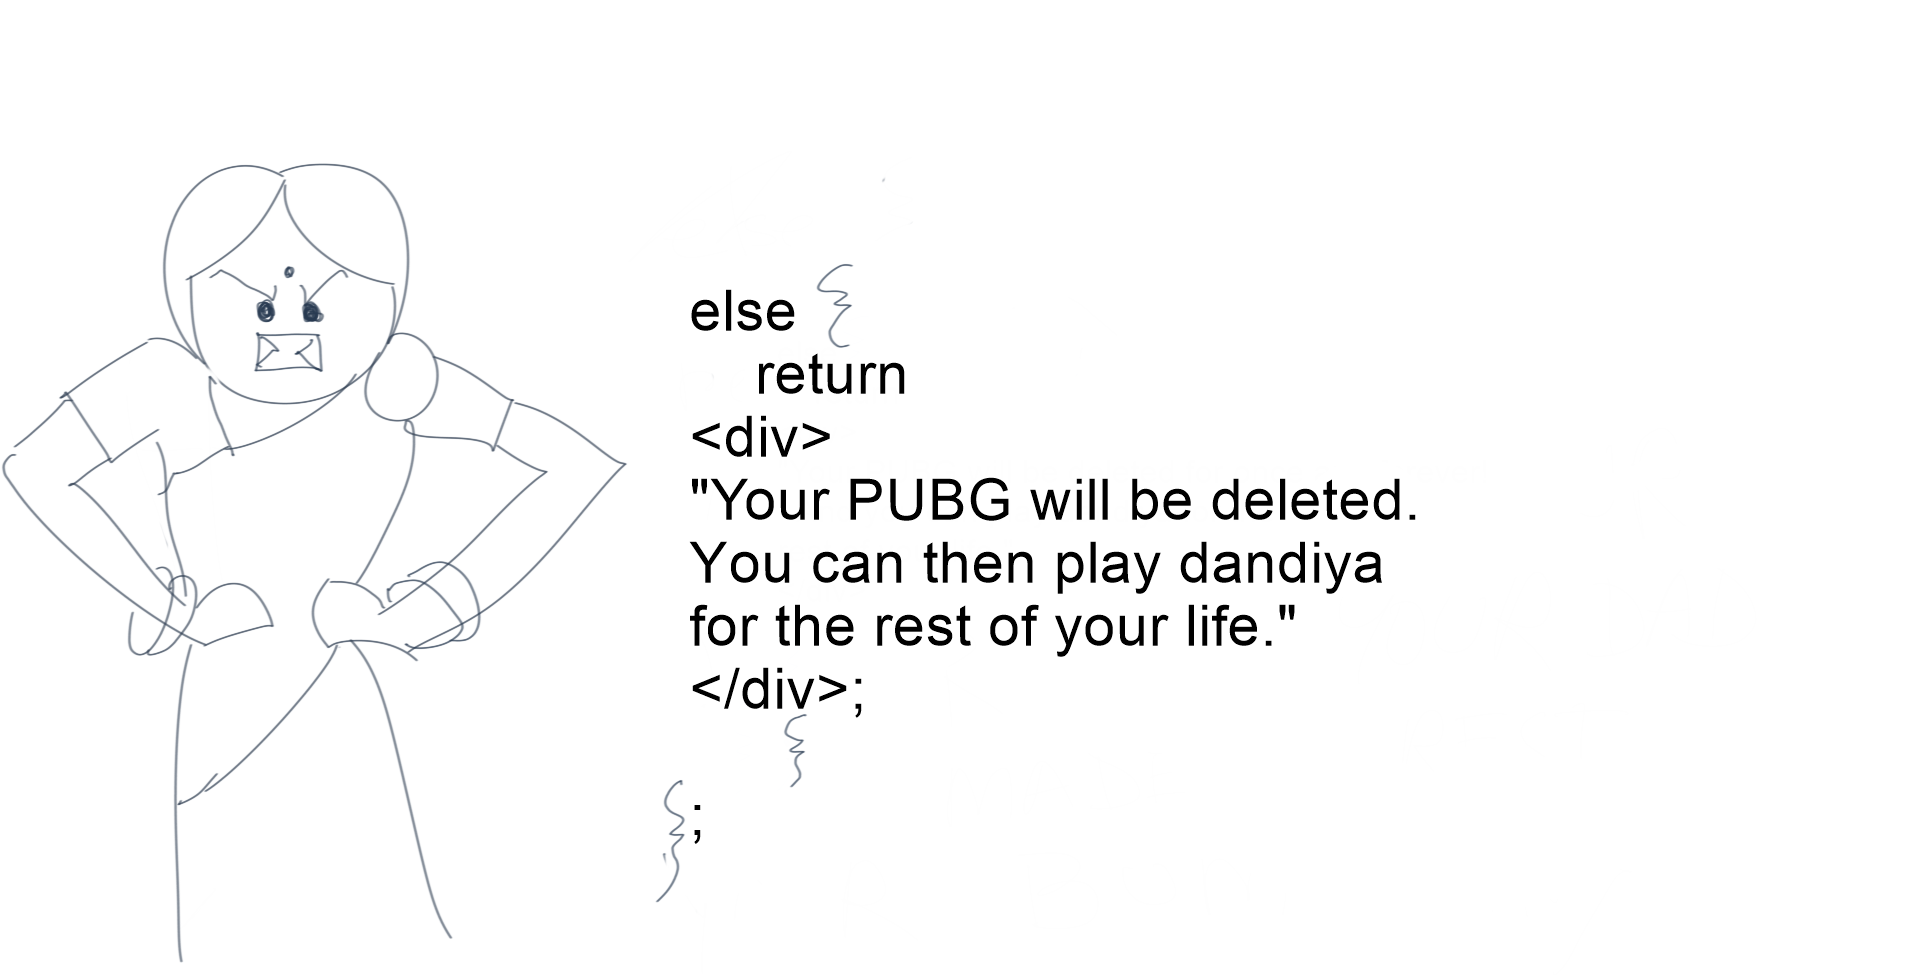 else {
return
<div>
"Your PUBG will be deleted.
You can then play dandiya
for the rest of your life."
</div>;
}
};